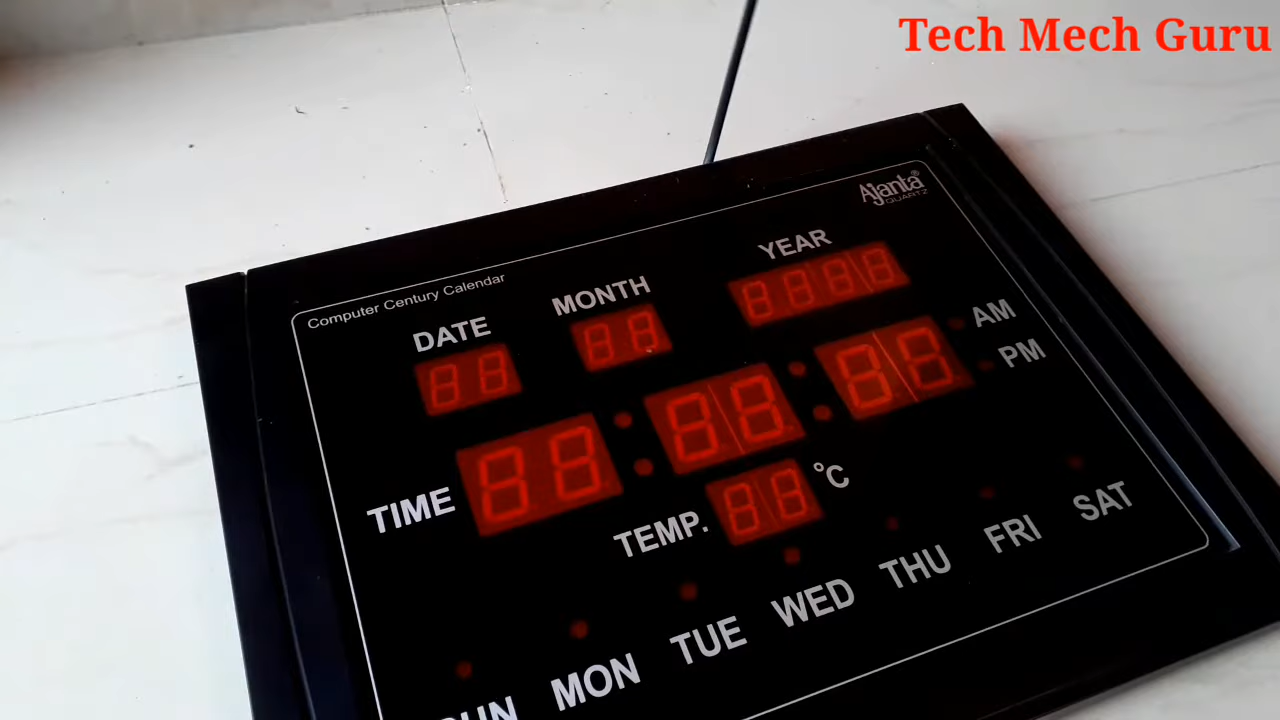 Tech Mech Guru
Ajanta®
QUARTZ
Computer Century Calendar
DATE
MONTH
YEAR
AM
PM
TIME
TEMP.
°C
MON
TUE
WED
THU
FRI
SAT